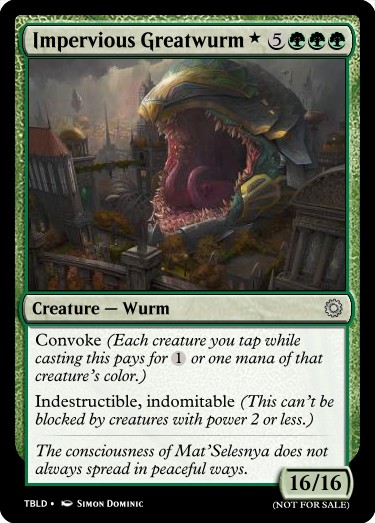 Impervious Greatwurm ★ 5
Creature — Wurm
Convoke (Each creature you tap while
casting this pays for 1 or one mana of that
creature's color.)
Indestructible, indomitable (This can't be
blocked by creatures with power 2 or less.)
The consciousness of Mat'Selesnya does not
always spread in peaceful ways.
16/16
TBLD • Simon Dominic
(NOT FOR SALE)